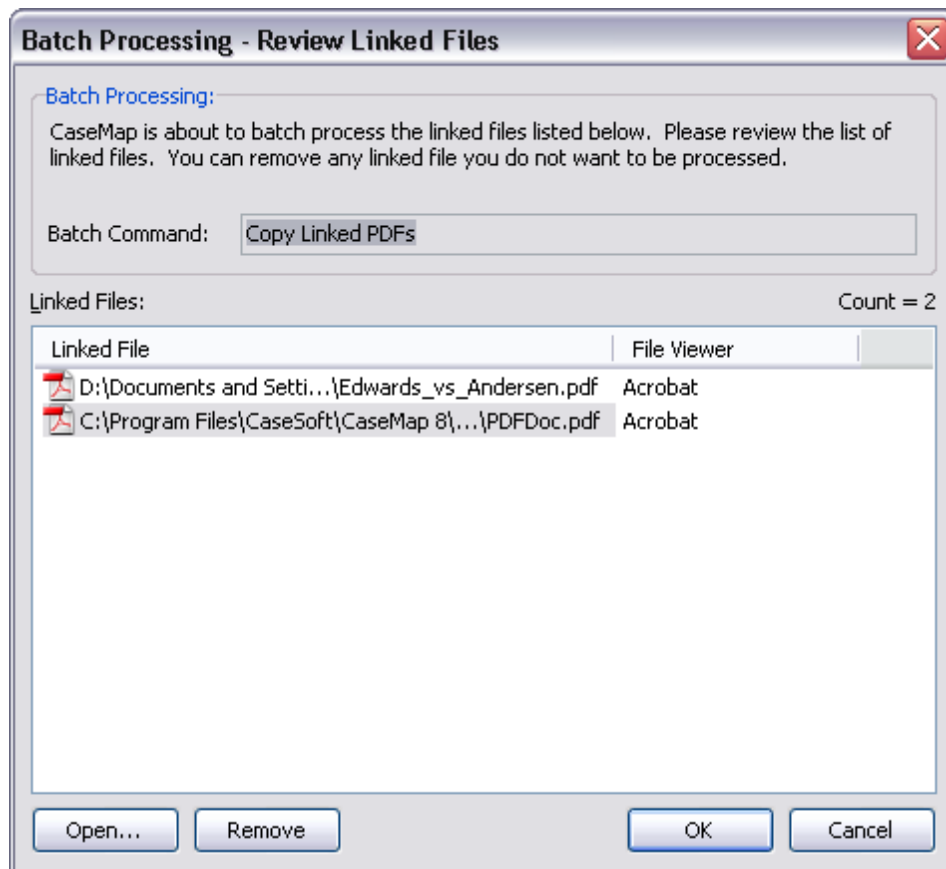 Batch Processing - Review Linked Files
Batch Processing:
CaseMap is about to batch process the linked files listed below.  Please review the list of
linked files.  You can remove any linked file you do not want to be processed.
Batch Command: Copy Linked PDFs
Linked Files: Count = 2
Linked File File Viewer
D:\Documents and Setti...\Edwards_vs_Andersen.pdf Acrobat
C:\Program Files\CaseSoft\CaseMap 8\...\PDFDoc.pdf Acrobat
Open... Remove OK Cancel